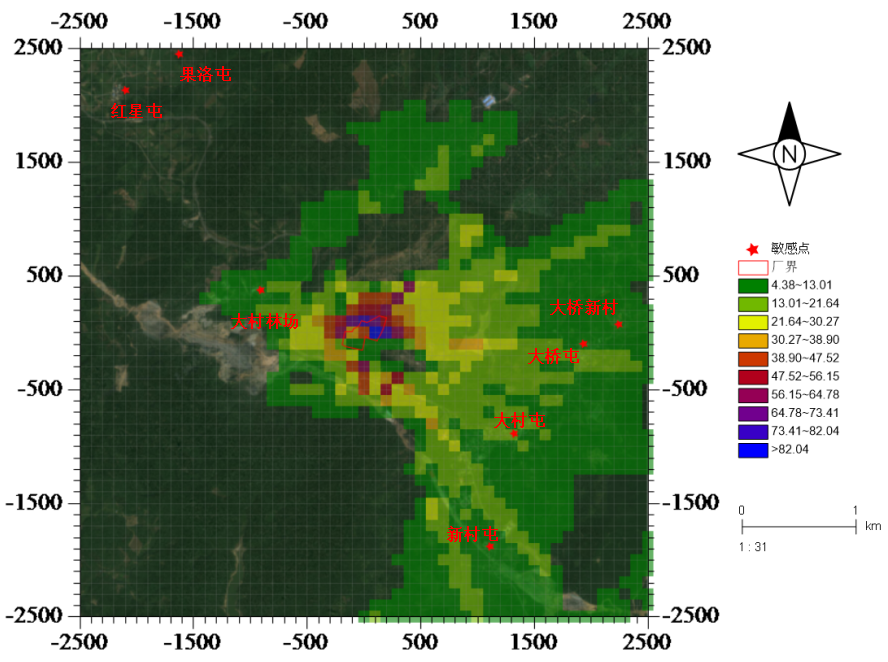 -2500 -1500 -500 500 1500 2500
2500 2500
果洛屯
红星屯
1500 1500
N
500 500
敏感点
厂界
4.38~13.01
大桥新村
13.01~21.64
大村林场
21.64~30.27
30.27~38.90
大桥屯
38.90~47.52
-500 -500
47.52~56.15
56.15~64.78
64.78~73.41
大村屯
73.41~82.04
>82.04
-1500 -1500
0 1
新村屯
km
1 : 31
-2500 -2500
-2500 -1500 -500 500 1500 2500